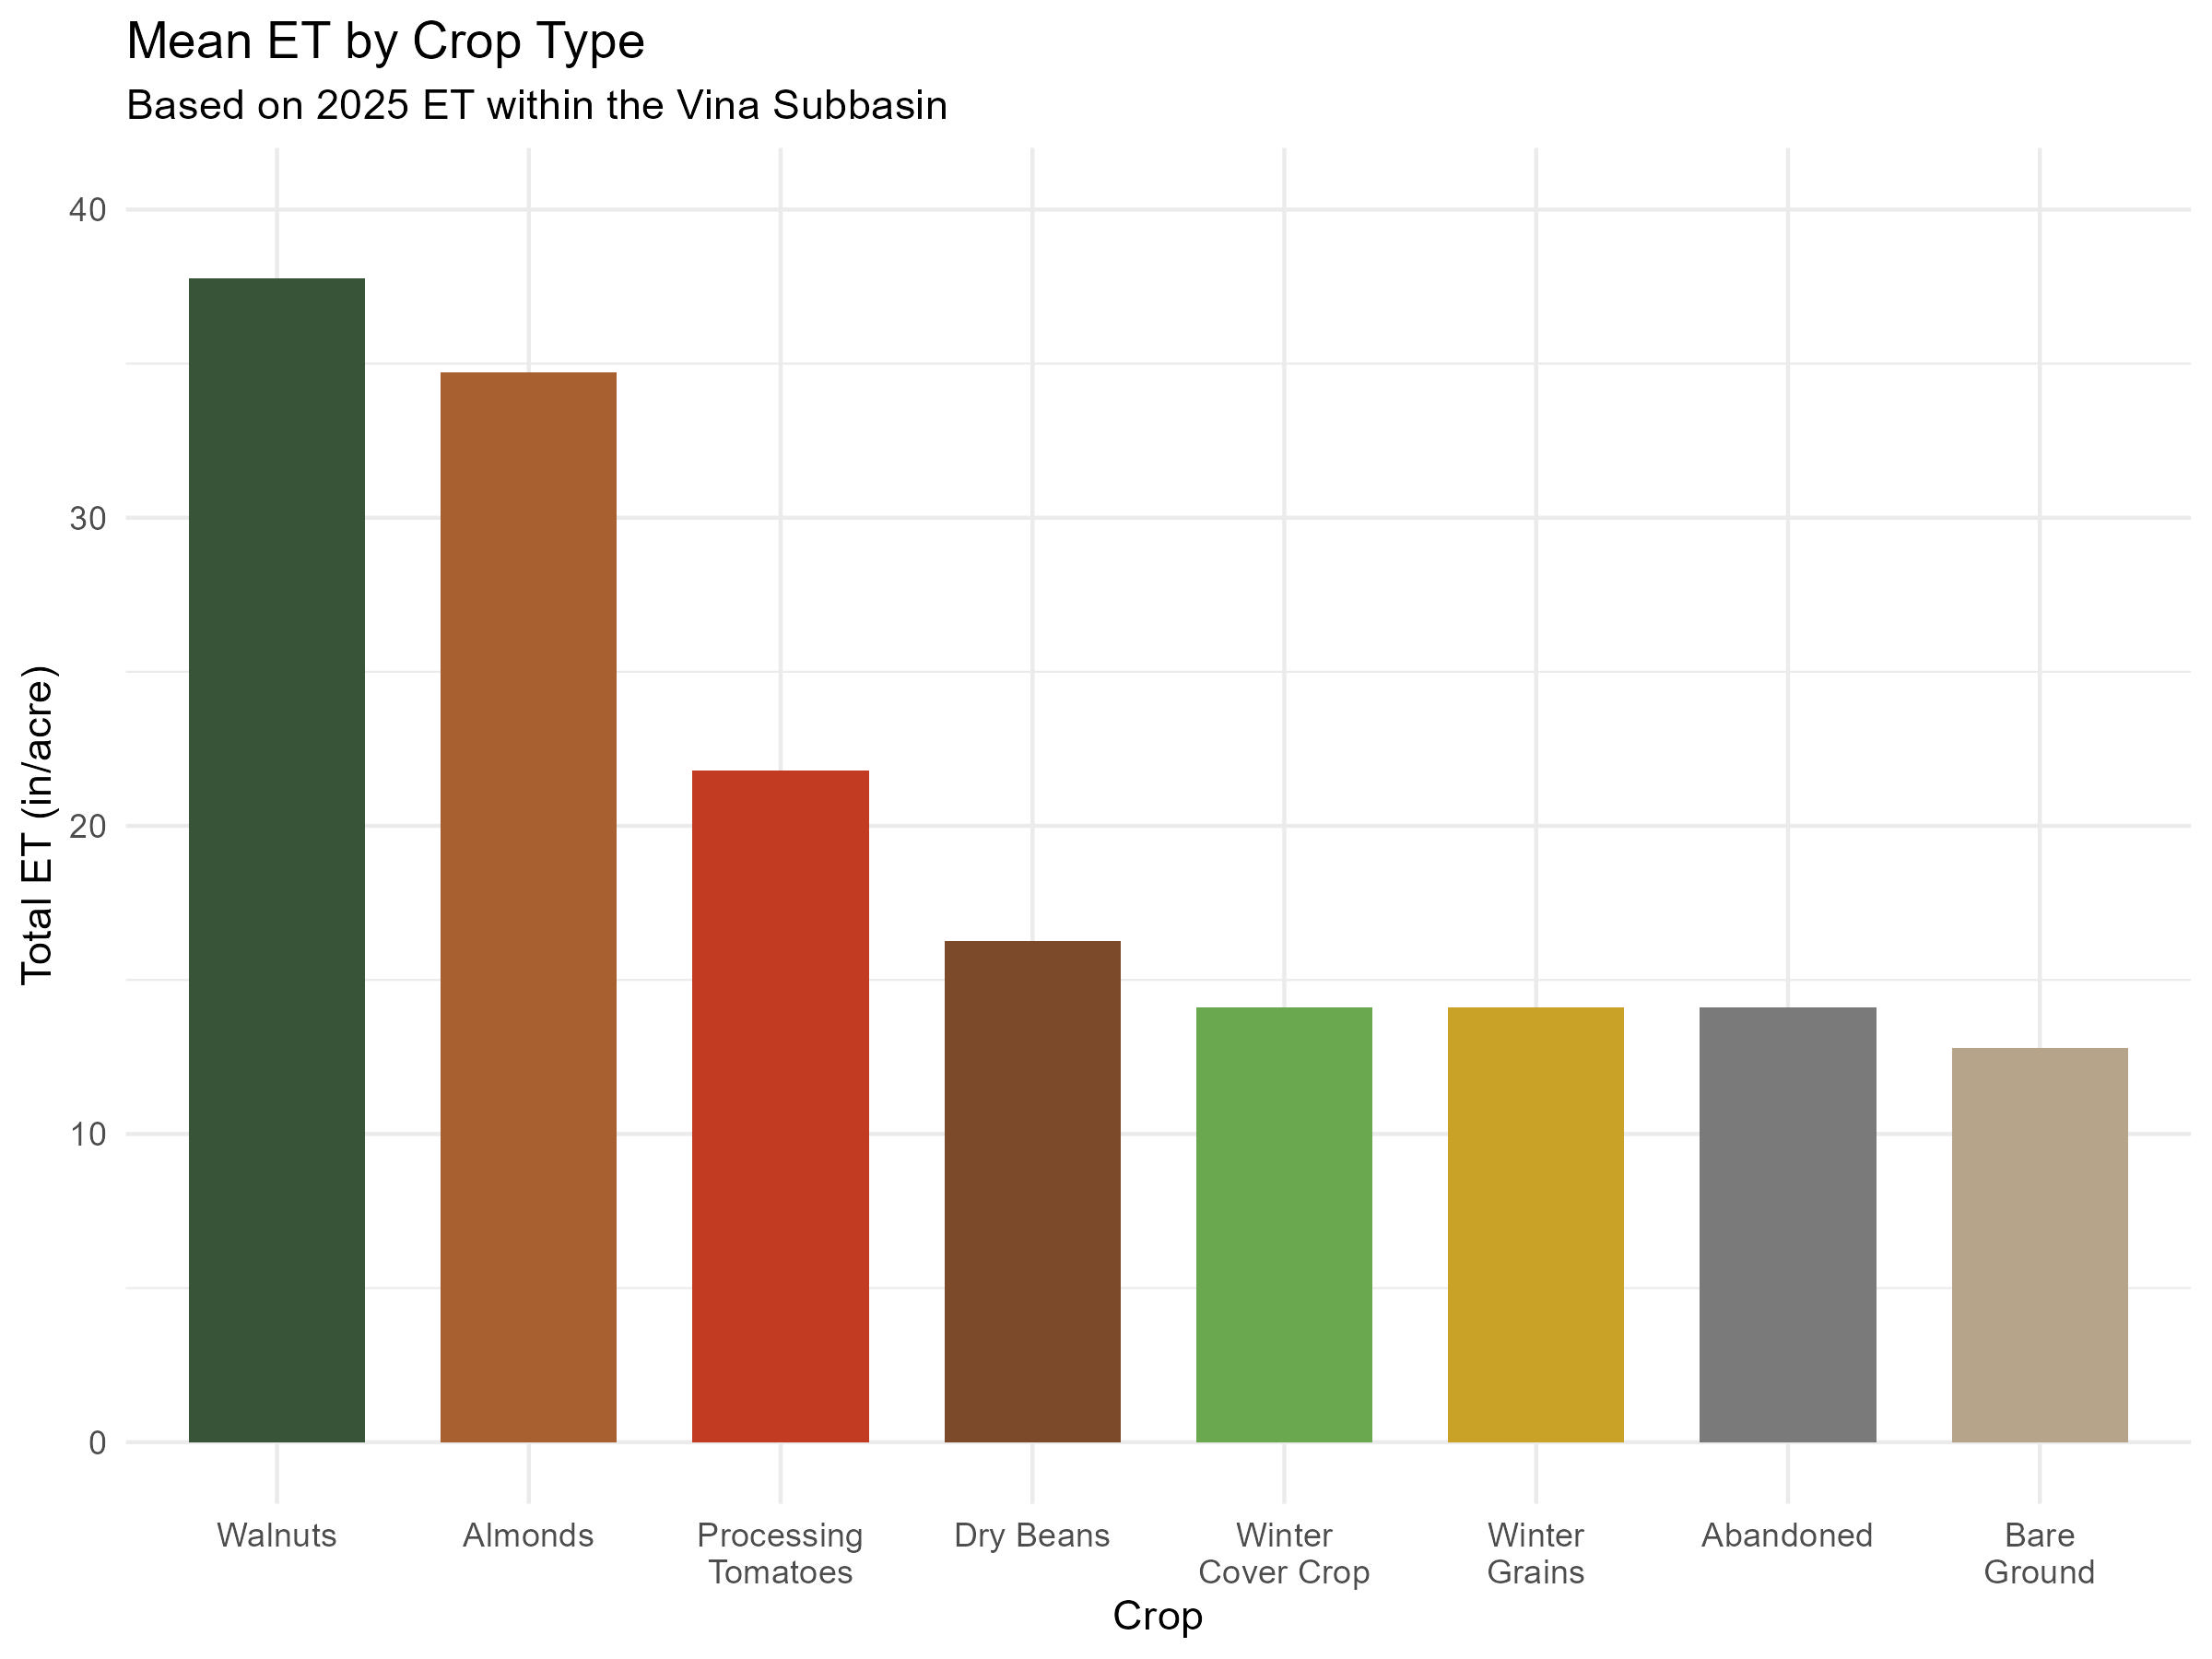 Mean ET by Crop Type
Based on 2025 ET within the Vina Subbasin
Total ET (in/acre)
40
30
20
10
0
Walnuts
Almonds
Processing
Tomatoes
Dry Beans
Winter
Cover Crop
Winter
Grains
Abandoned
Bare
Ground
Crop